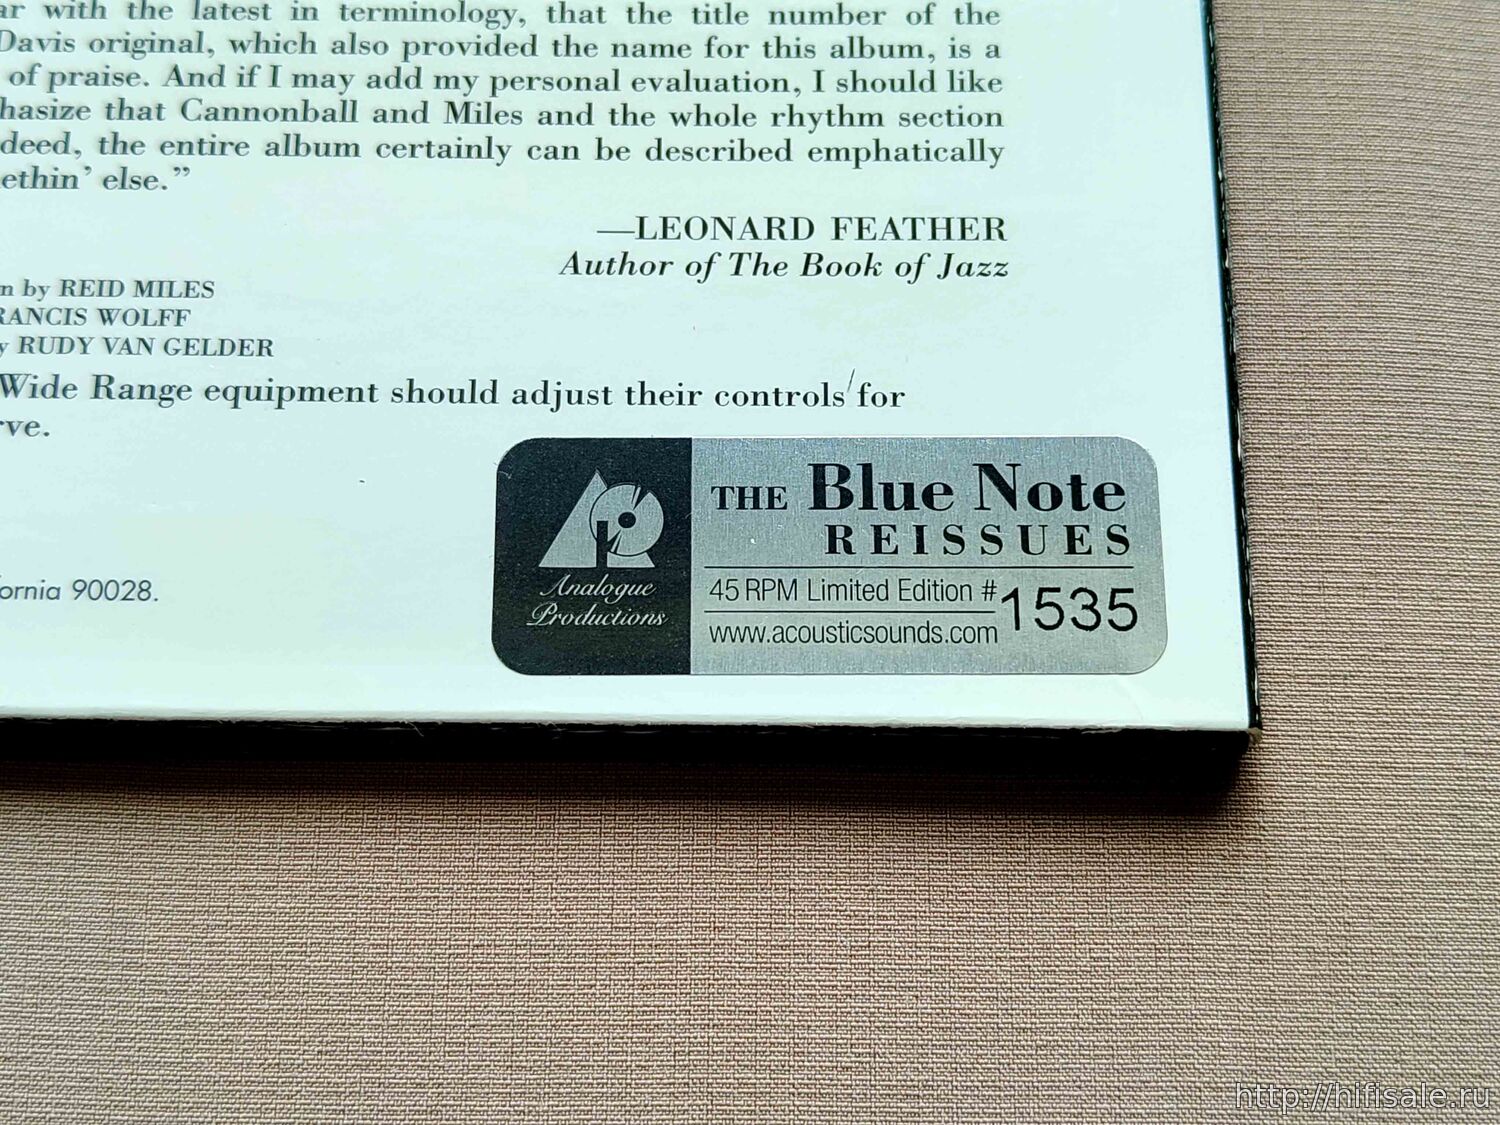 ar with the latest in terminology, that the title number of the
Davis original, which also provided the name for this album, is a
of praise. And if I may add my personal evaluation, I should like
hasize that Cannonball and Miles and the whole rhythm section
deed, the entire album certainly can be described emphatically
ethin' else.”
—LEONARD FEATHER
Author of The Book of Jazz
n by REID MILES
RANCIS WOLFF
y RUDY VAN GELDER
Wide Range equipment should adjust their controls for
rve.
ornia 90028.
Analogue
Productions
THE Blue Note
REISSUES
45 RPM Limited Edition #1535
www.acousticsounds.com
http://hifisale.ru